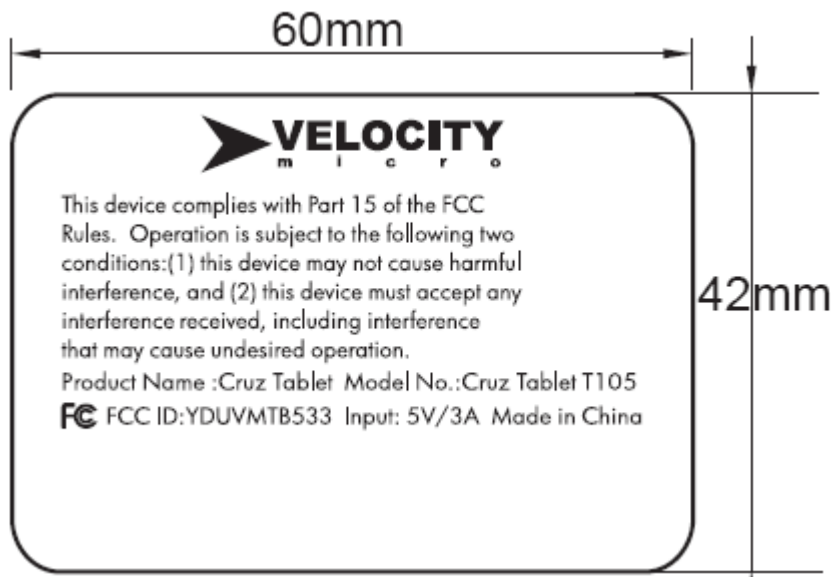 60mm
VELOCITY
micro
This device complies with Part 15 of the FCC
Rules. Operation is subject to the following two
conditions:(1) this device may not cause harmful
interference, and (2) this device must accept any
interference received, including interference
that may cause undesired operation.
Product Name :Cruz Tablet Model No.:Cruz Tablet T105
FC FCC ID:YDUVMTB533 Input: 5V/3A Made in China
42mm